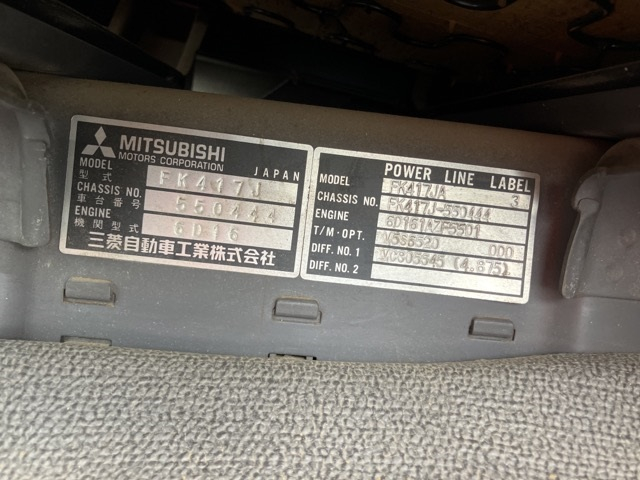 MITSUBISHI
MOTORS CORPORATION JAPAN
MODEL
型式 FK417J
CHASSIS NO.
車台番号 550444
ENGINE
機関型式 6D16
三菱自動車工業株式会社
POWER LINE LABEL
MODEL FK417JA 3
CHASSIS NO. FK417J-550444
ENGINE
T/M·OPT. 000
DIFF. NO. 1 (4.875)
DIFF. NO. 2